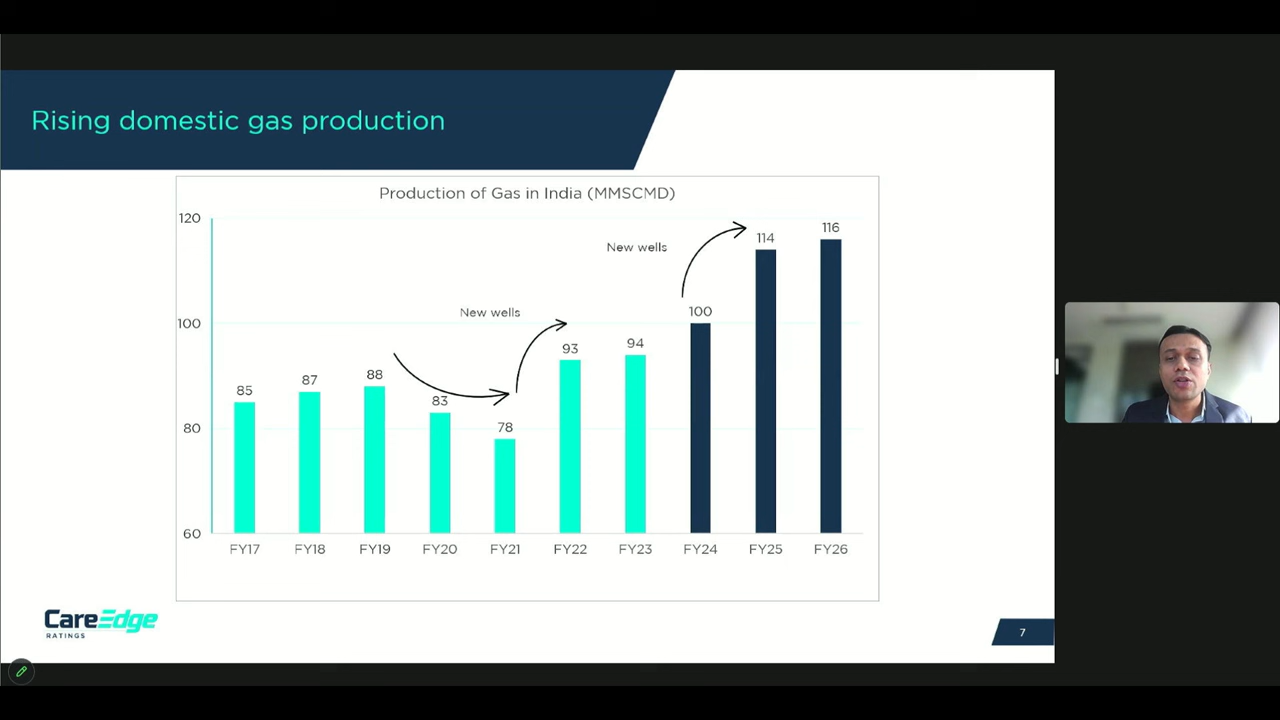 Rising domestic gas production
Production of Gas in India (MMSCMD)
120
100
80
60
85
87
88
83
78
93
94
100
114
116
New wells
New wells
FY17 FY18 FY19 FY20 FY21 FY22 FY23 FY24 FY25 FY26
CareEdge
RATINGS
7